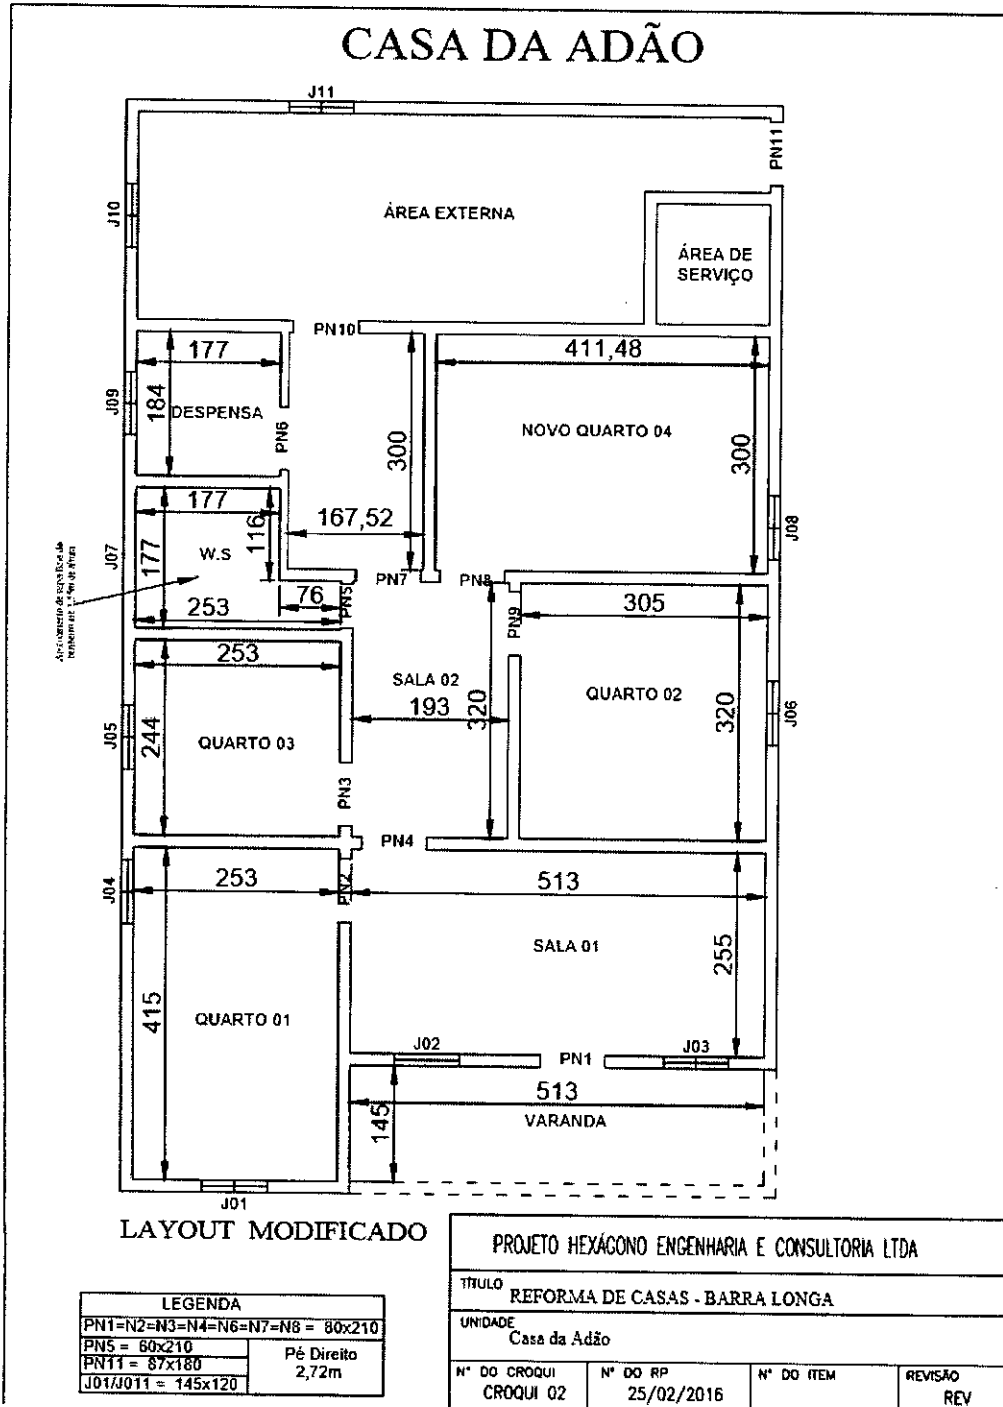 CASA DA ADÃO
J11
PN11
J10
ÁREA EXTERNA
ÁREA DE
SERVIÇO
PN10
177
411,48
J09
184
DESPENSA
PN6
300
NOVO QUARTO 04
300
177
116
167,52
J08
J07
177
W.S
PN7
PN8
76
PN5
253
PN9
305
253
SALA 02
193
320
QUARTO 02
320
J06
J05
244
QUARTO 03
PN3
PN4
J04
253
PN2
513
SALA 01
255
415
QUARTO 01
J02
PN1
J03
513
145
VARANDA
J01
LAYOUT MODIFICADO
LEGENDA
PN1=N2=N3=N4=N6=N7=N8 = 80x210
PN5 = 60x210
PN11 = 87x180
J01/J011 = 145x120
Pé Direito
2,72m
PROJETO HEXÁGONO ENGENHARIA E CONSULTORIA LTDA
TÍTULO REFORMA DE CASAS - BARRA LONGA
UNIDADE
Casa da Adão
N° DO CROQUI
CROQUI 02
N° DO RP
25/02/2016
N° DO ITEM
REVISÃO
REV